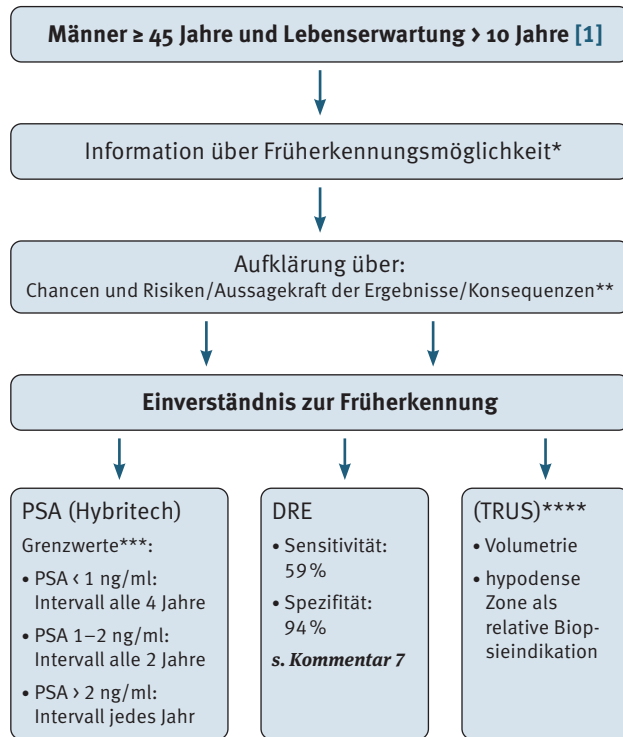 Männer ≥ 45 Jahre und Lebenserwartung > 10 Jahre [1]
Information über Früherkennungsmöglichkeit*
Aufklärung über:
Chancen und Risiken/Aussagekraft der Ergebnisse/Konsequenzen**
Einverständnis zur Früherkennung
PSA (Hybritech)
Grenzwerte***:
• PSA < 1 ng/ml:
Intervall alle 4 Jahre
• PSA 1–2 ng/ml:
Intervall alle 2 Jahre
• PSA > 2 ng/ml:
Intervall jedes Jahr
DRE
• Sensitivität:
59 %
• Spezifität:
94 %
s. Kommentar 7
(TRUS)****
• Volumetrie
• hypodense
Zone als
relative Biop-
sieindikation